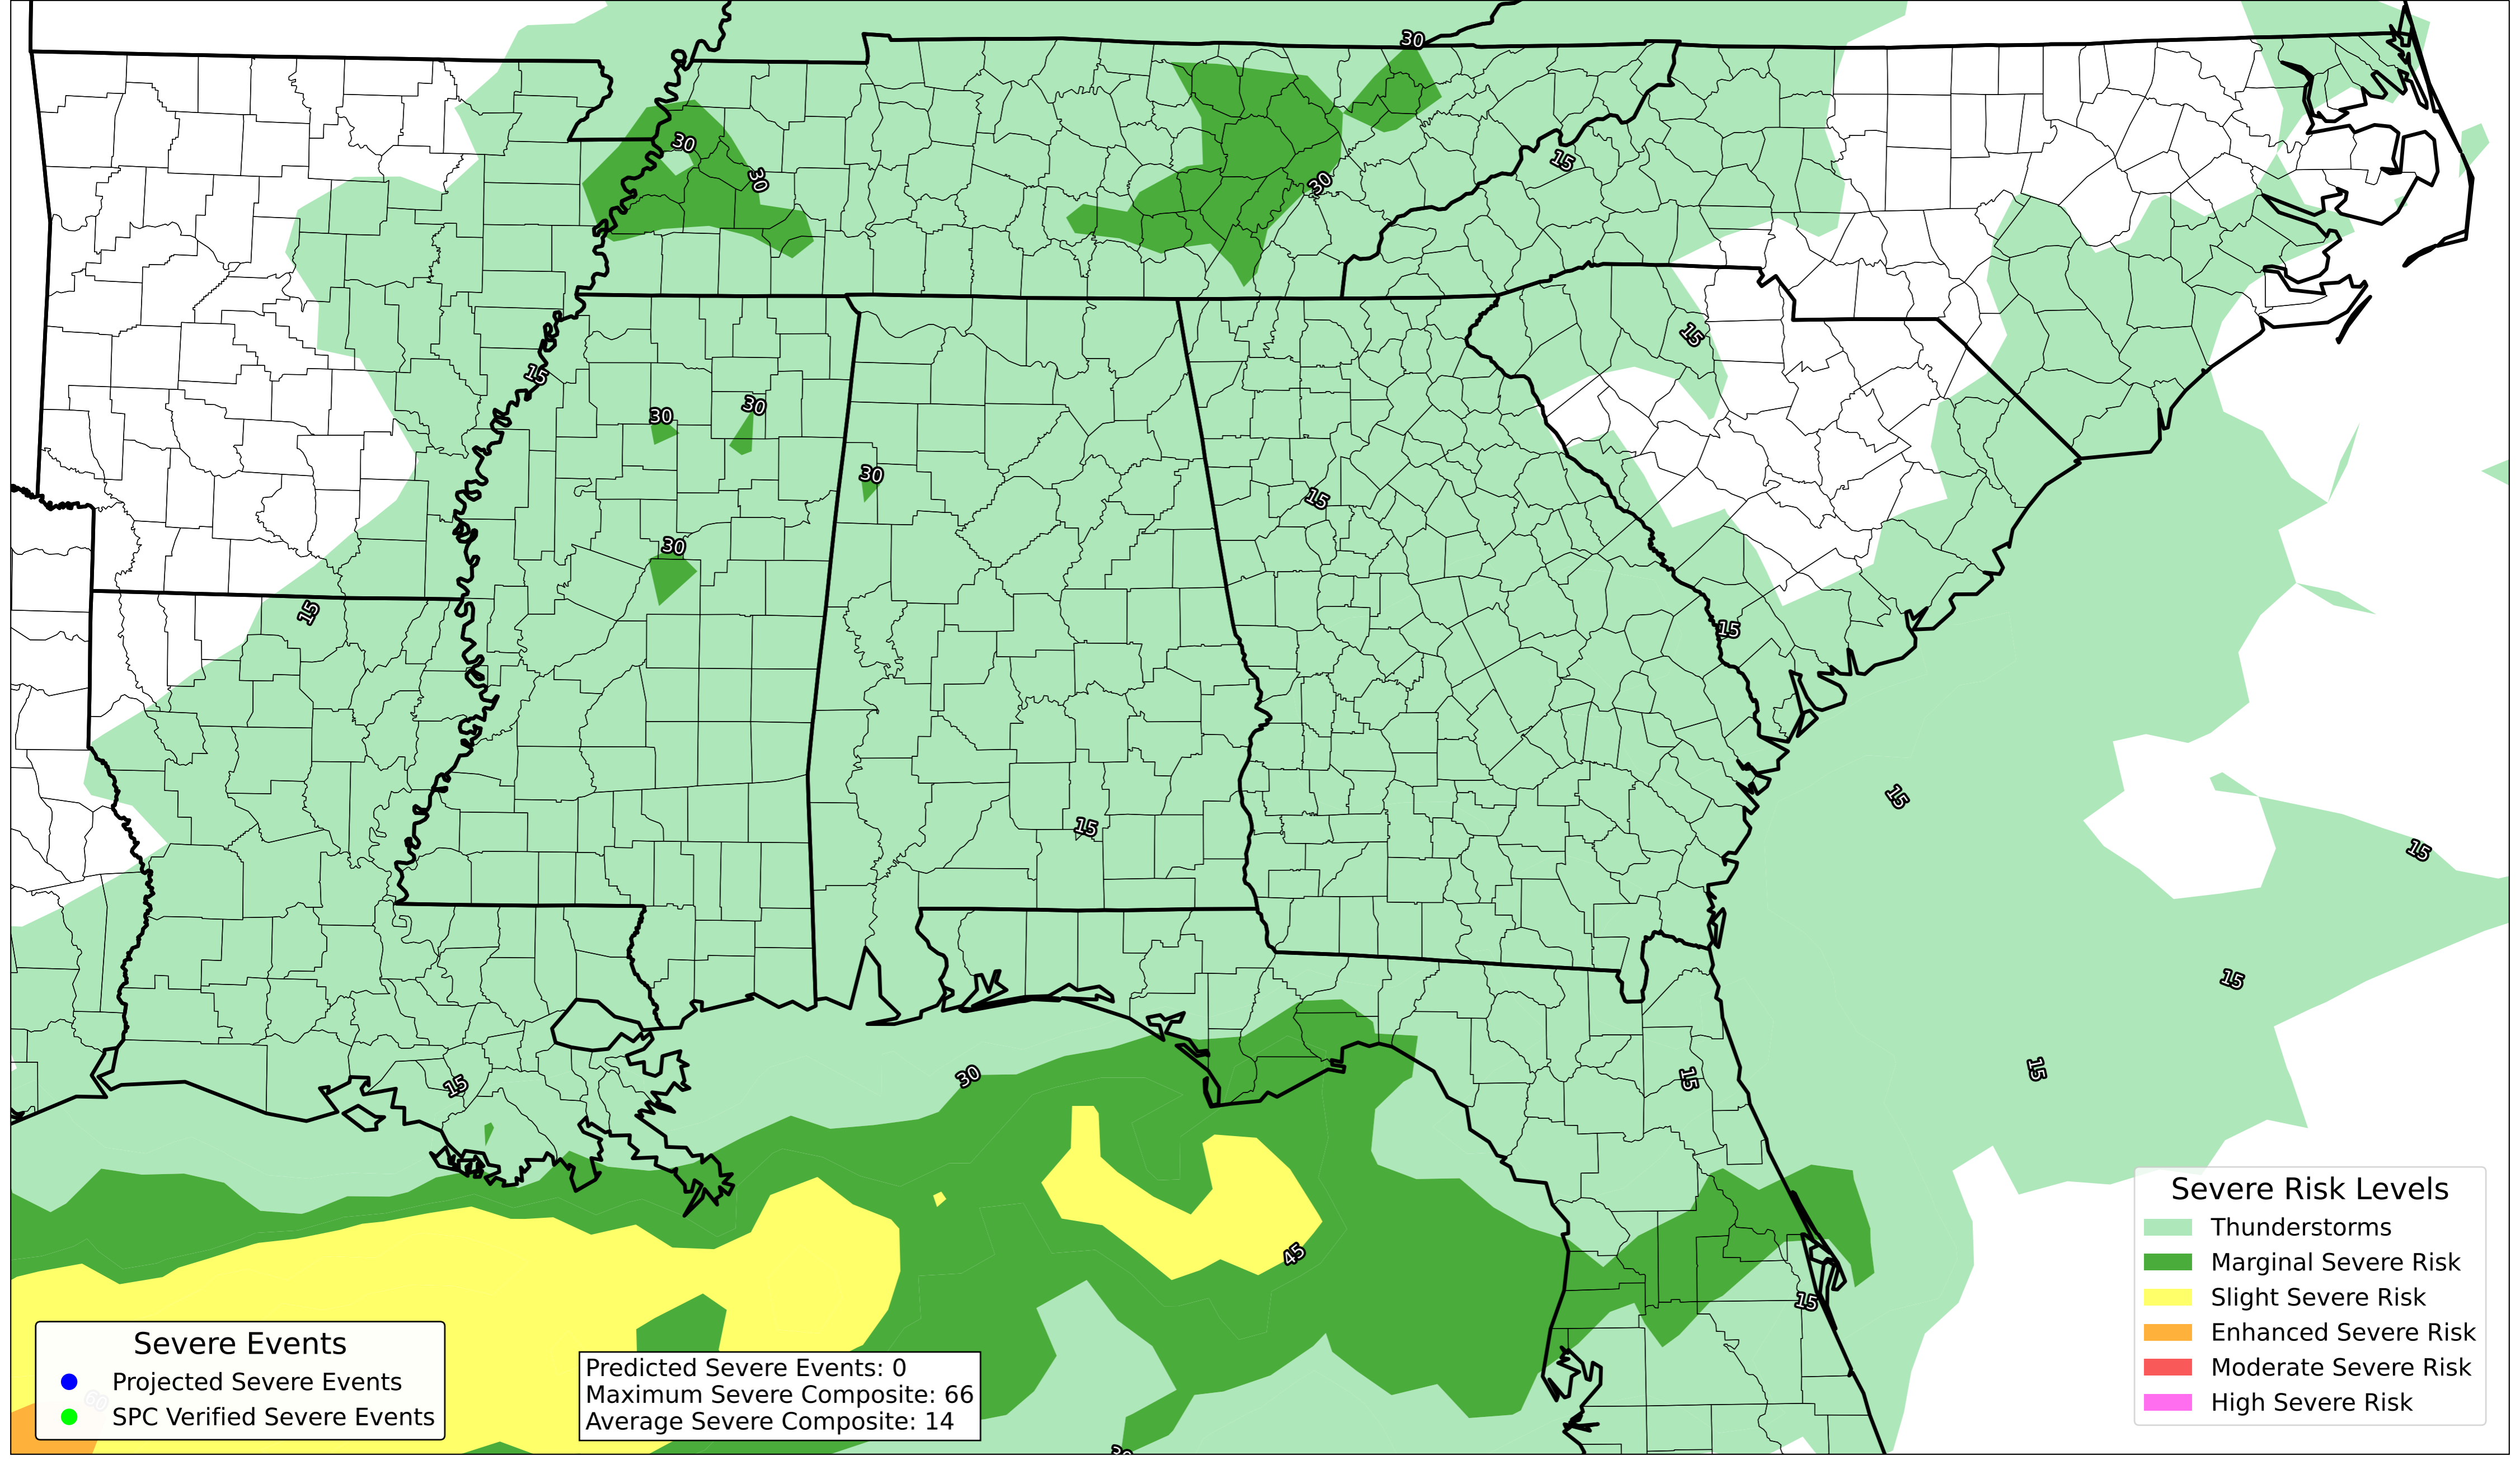 30
30
15
30
30
15
15
30
30
15
30
15
30
15
15
15
15
15
15
15
30
15
15
45
15
60
30
Severe Risk Levels
Thunderstorms
Marginal Severe Risk
Slight Severe Risk
Enhanced Severe Risk
Moderate Severe Risk
High Severe Risk
Severe Events
Projected Severe Events
SPC Verified Severe Events
Predicted Severe Events: 0
Maximum Severe Composite: 66
Average Severe Composite: 14